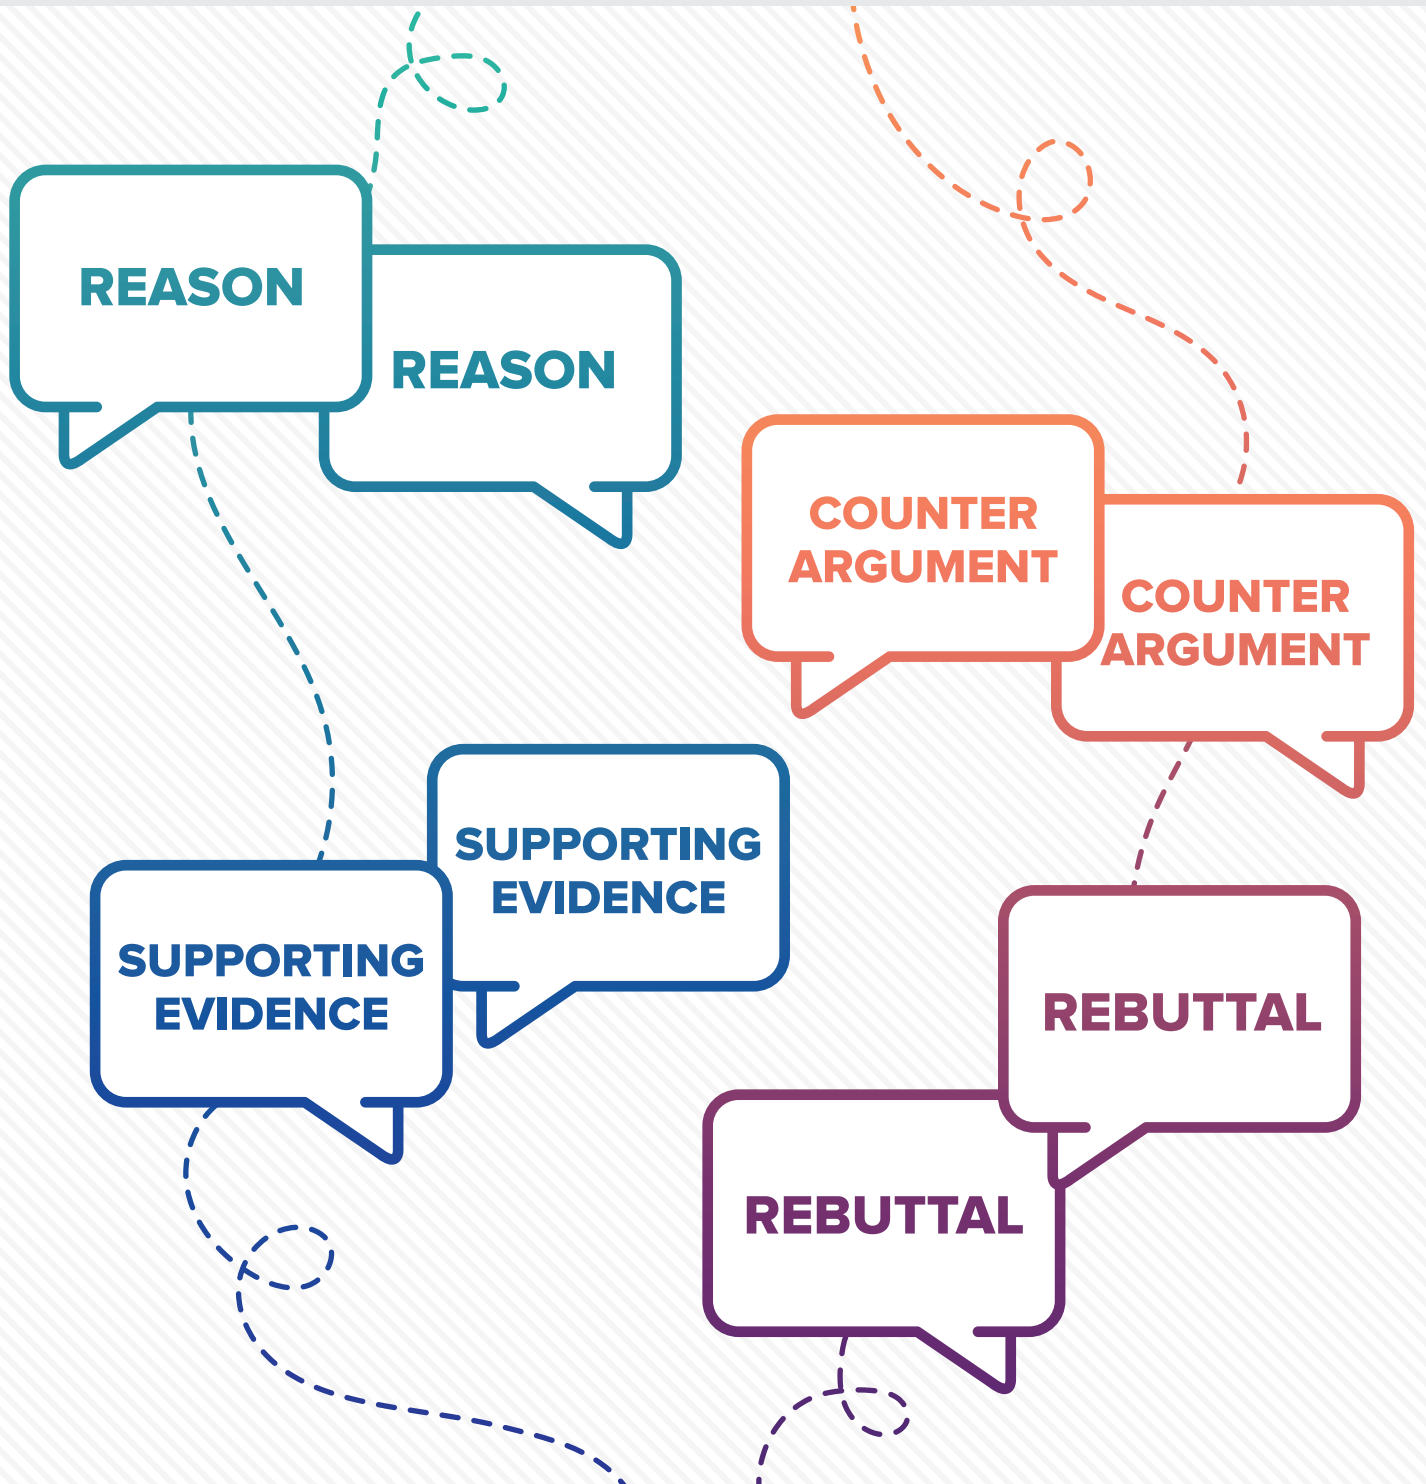 REASON
REASON
COUNTER
ARGUMENT
COUNTER
ARGUMENT
SUPPORTING
EVIDENCE
SUPPORTING
EVIDENCE
REBUTTAL
REBUTTAL